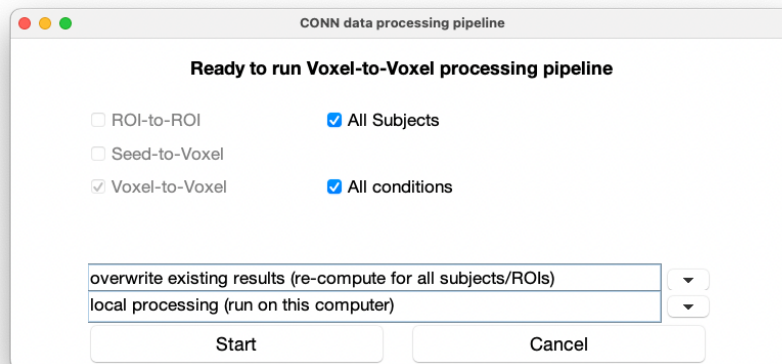 CONN data processing pipeline
Ready to run Voxel-to-Voxel processing pipeline
ROI-to-ROI
All Subjects
Seed-to-Voxel
Voxel-to-Voxel
All conditions
overwrite existing results (re-compute for all subjects/ROIs)
local processing (run on this computer)
Start
Cancel